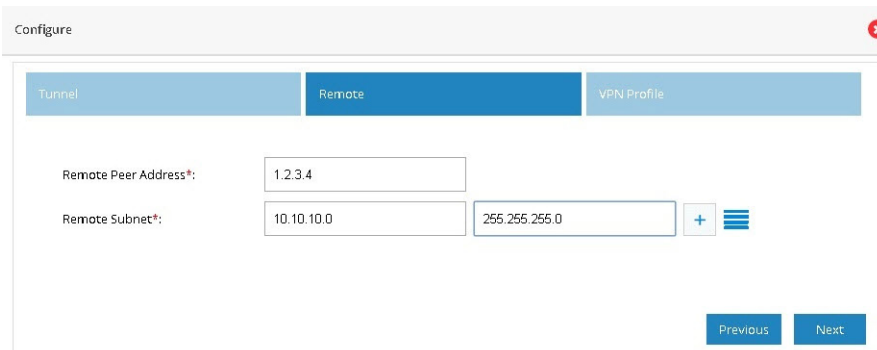 Configure
Tunnel
Remote
VPN Profile
Remote Peer Address*:
1.2.3.4
Remote Subnet*:
10.10.10.0
255.255.255.0
+
Previous
Next